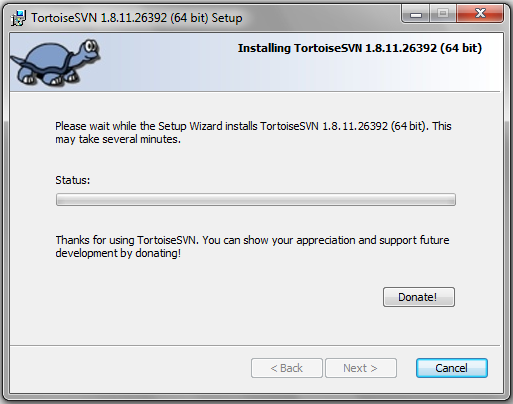 TortoiseSVN 1.8.11.26392 (64 bit) Setup
Installing TortoiseSVN 1.8.11.26392 (64 bit)
Please wait while the Setup Wizard installs TortoiseSVN 1.8.11.26392 (64 bit). This
may take several minutes.
Status:
Thanks for using TortoiseSVN. You can show your appreciation and support future
development by donating!
Donate!
< Back
Next >
Cancel